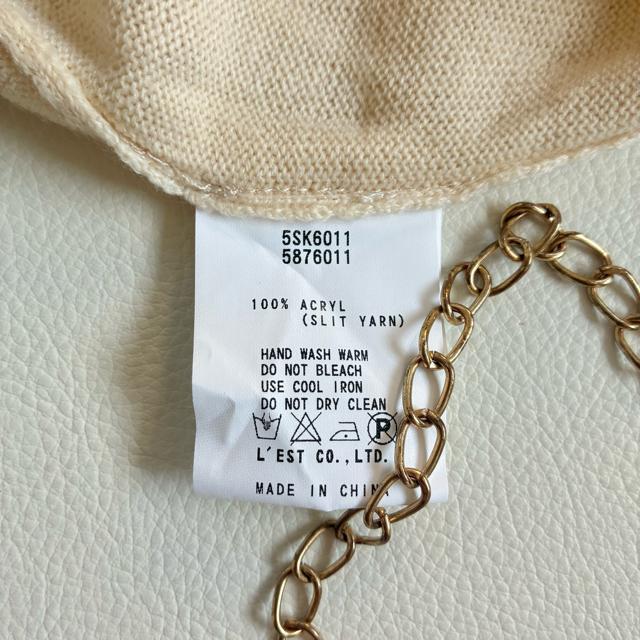 5SK6011
5876011
100% ACRYL
(SLIT YARN)
HAND WASH WARM
DO NOT BLEACH
USE COOL IRON
DO NOT DRY CLEAN
P
L'EST CO.,LTD.
MADE IN CHINA